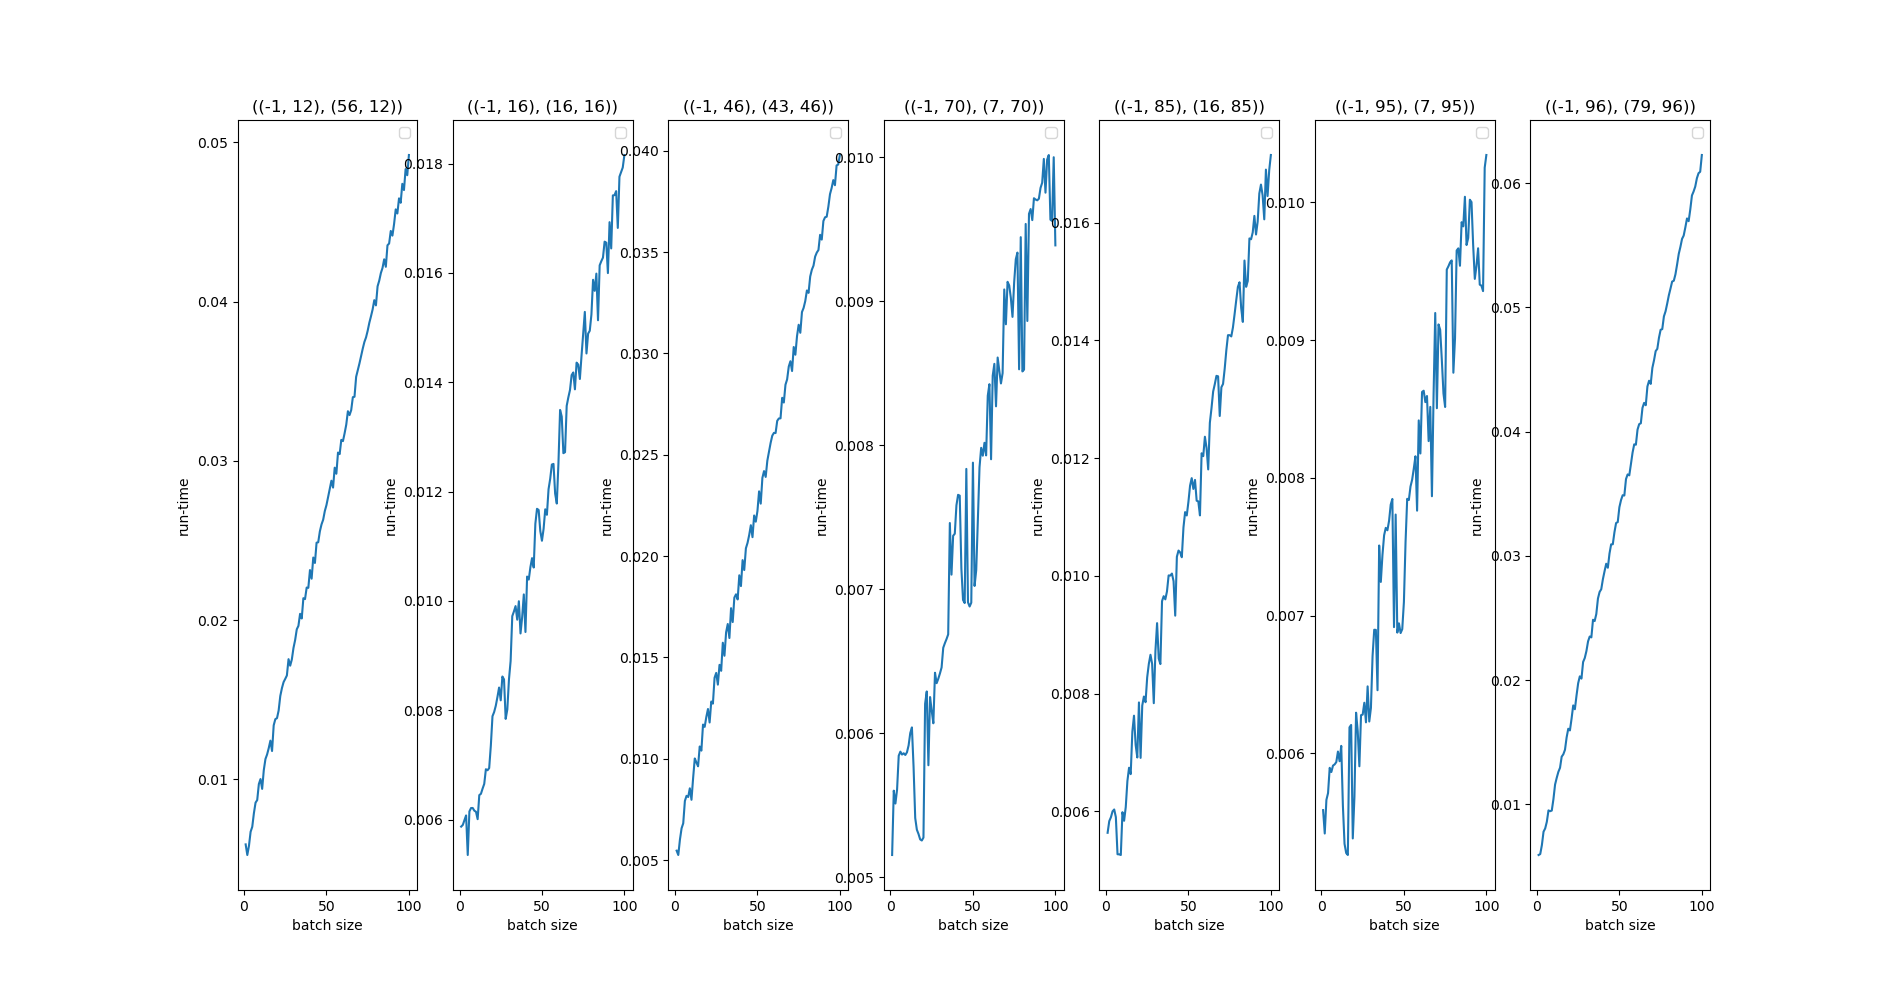 ((-1, 12), (56, 12))
0.05
0.04
0.03
0.02
0.01
run-time
0 50 100
batch size
((-1, 16), (16, 16))
0.018
0.016
0.014
0.012
0.010
0.008
0.006
run-time
0 50 100
batch size
((-1, 46), (43, 46))
0.040
0.035
0.030
0.025
0.020
0.015
0.010
0.005
run-time
0 50 100
batch size
((-1, 70), (7, 70))
0.010
0.009
0.008
0.007
0.006
0.005
run-time
0 50 100
batch size
((-1, 85), (16, 85))
0.016
0.014
0.012
0.010
0.008
0.006
run-time
0 50 100
batch size
((-1, 95), (7, 95))
0.010
0.009
0.008
0.007
0.006
run-time
0 50 100
batch size
((-1, 96), (79, 96))
0.06
0.05
0.04
0.03
0.02
0.01
run-time
0 50 100
batch size